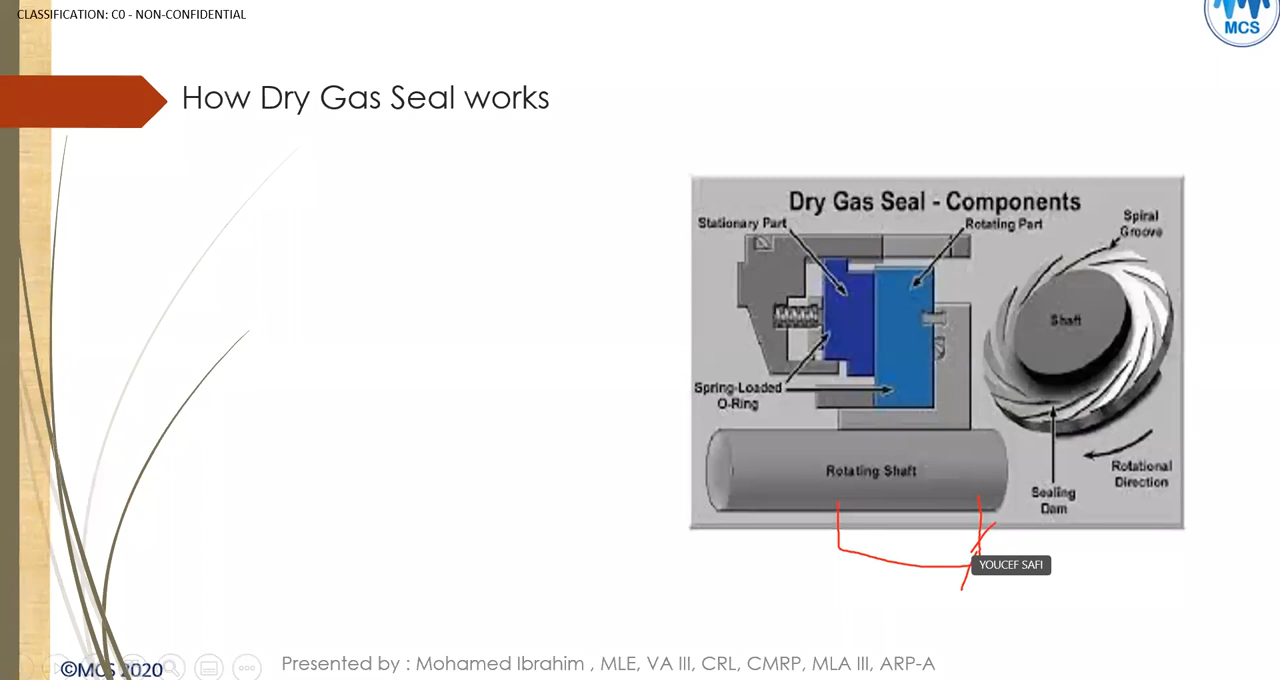 CLASSIFICATION: C0 - NON-CONFIDENTIAL
MCS
How Dry Gas Seal works
Dry Gas Seal - Components
Stationary Part
Rotating Part
Spiral
Groove
Shaft
Spring-Loaded
O-Ring
Rotating Shaft
Sealing
Dam
Rotational
Direction
YOUCEF SAFI
©MCS 2020
Presented by : Mohamed Ibrahim , MLE, VA III, CRL, CMRP, MLA III, ARP-A